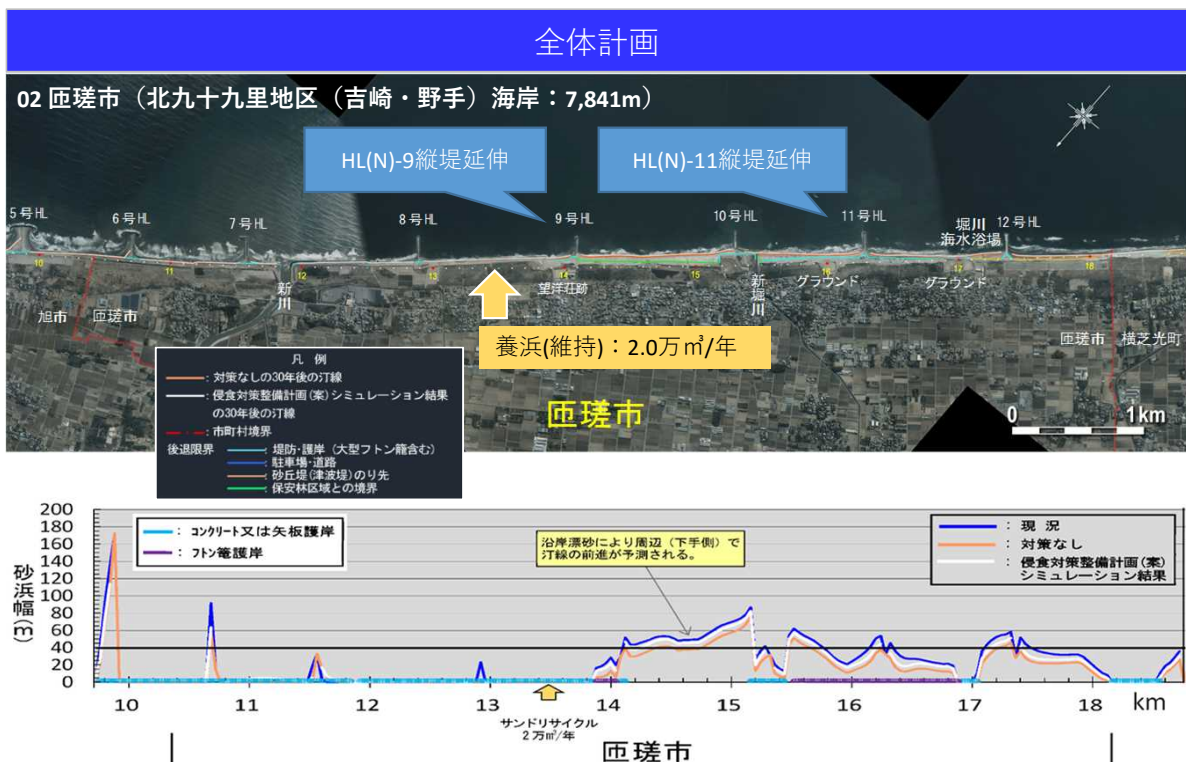 全体計画
02 匝瑳市（北九十九里地区（吉崎・野手）海岸：7,841m）
HL(N)-9縦堤延伸
HL(N)-11縦堤延伸
5号HL
6号HL
7号HL
8号HL
9号HL
10号HL
11号HL
堀川
海水浴場
12号HL
10
11
12
13
14
15
16
17
18
新川
望洋荘跡
新堀川
グラウンド
グラウンド
旭市
匝瑳市
匝瑳市
横芝光町
養浜(維持)：2.0万㎥/年
匝瑳市
0
1km
凡 例
：対策なしの30年後の汀線
：侵食対策整備計画(案)シミュレーション結果
の30年後の汀線
：市町村境界
後退限界
：堤防・護岸（大型フトン籠含む）
：駐車場・道路
：砂丘堤(津波堤)のり先
：保安林区域との境界
砂浜幅(m)
200
180
160
140
120
100
80
60
40
20
0
：ｺﾝｸﾘｰﾄ又は矢板護岸
：ﾌﾄﾝ篭護岸
沿岸漂砂により周辺（下手側）で
汀線の前進が予測される。
：現 況
：対策なし
：侵食対策整備計画(案)
シミュレーション結果
10
11
12
13
14
15
16
17
18
km
サンドリサイクル
2万㎥/年
匝瑳市